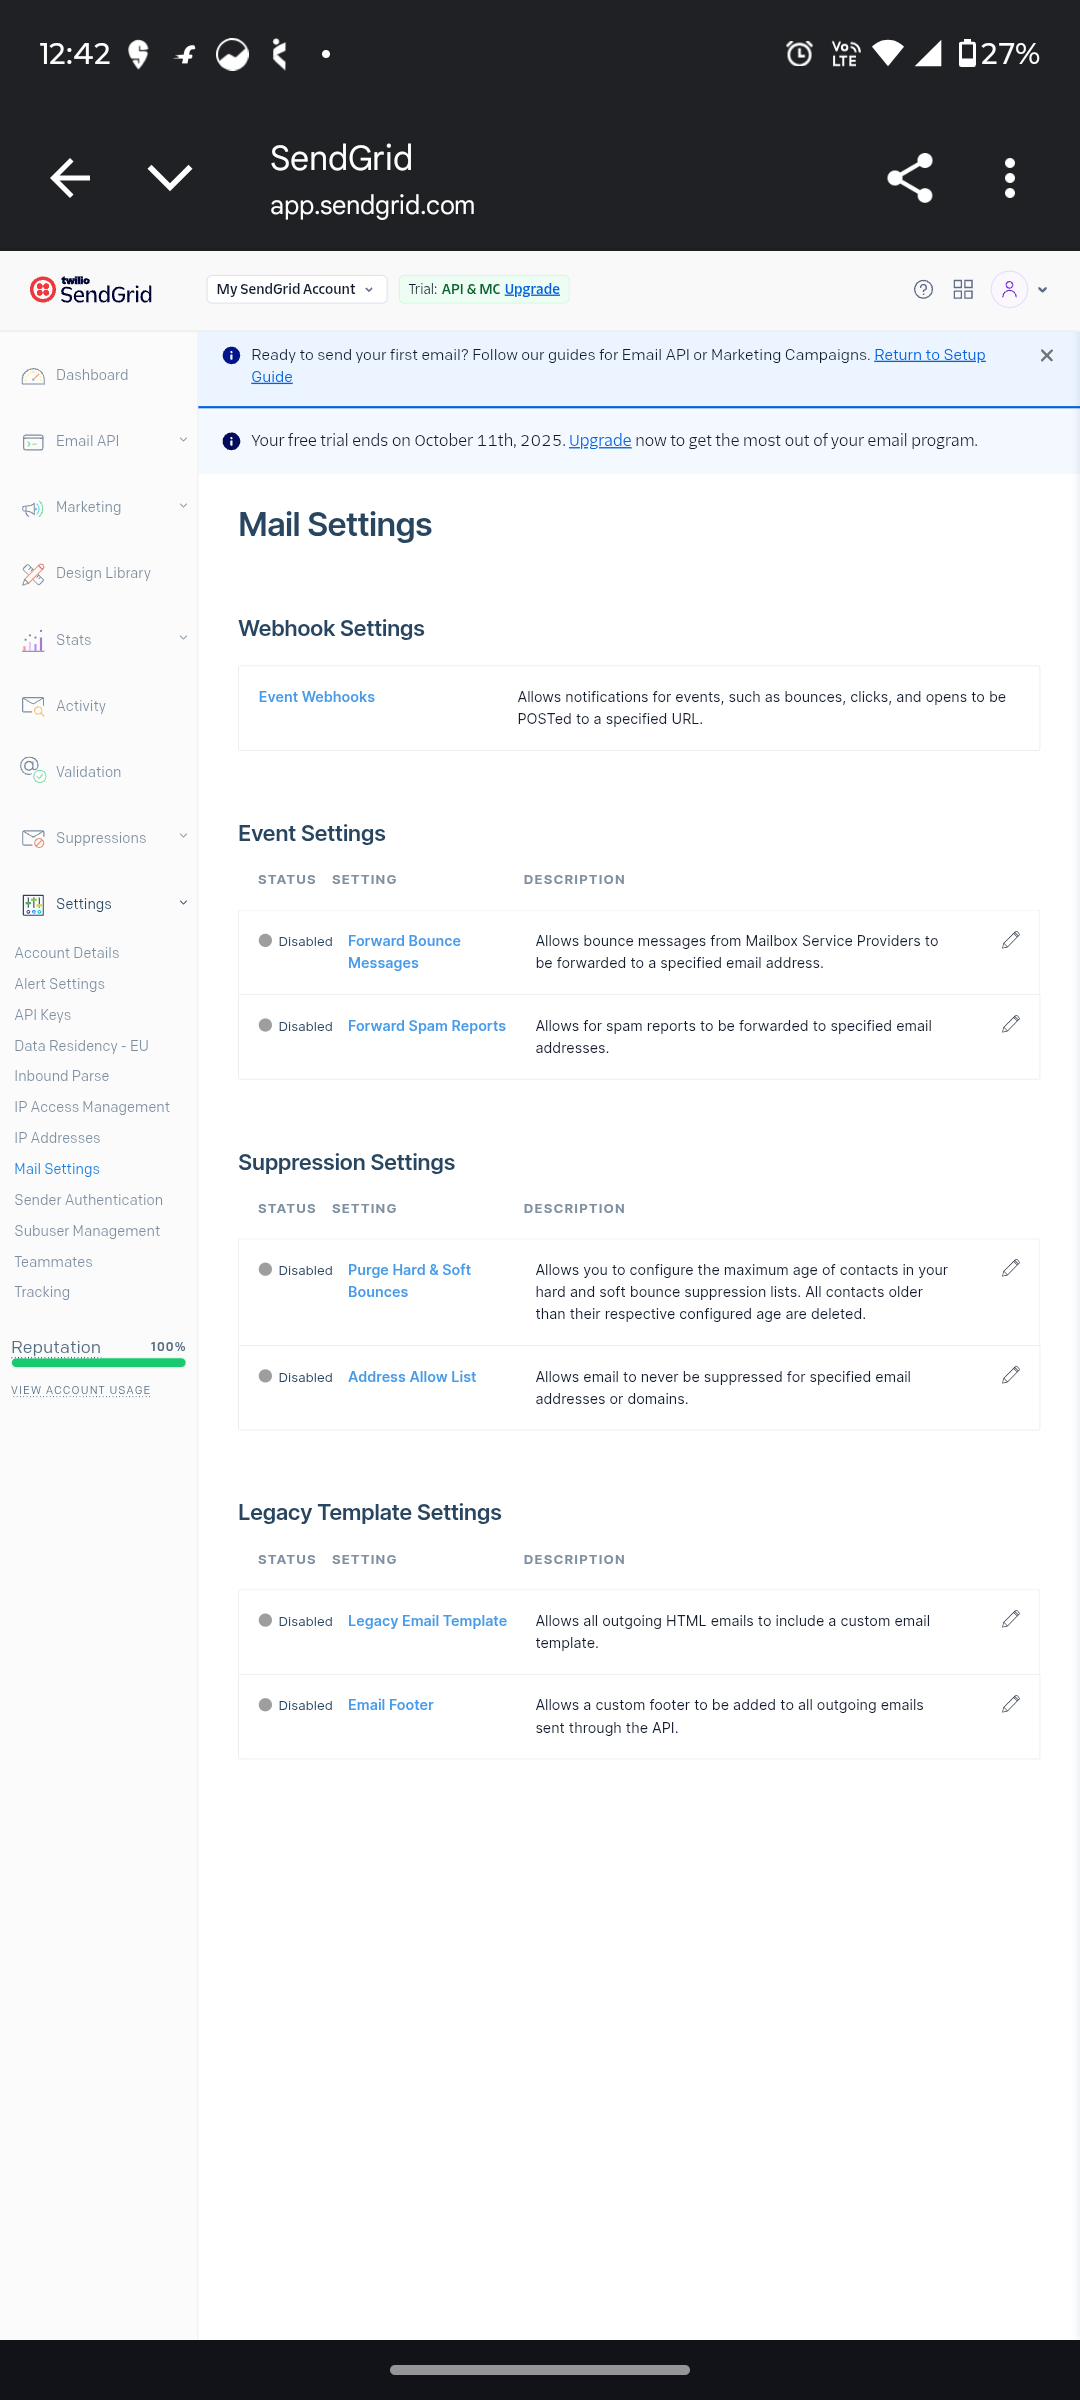 12:42
Vo LTE
27%
SendGrid
app.sendgrid.com
twilio
SendGrid
My SendGrid Account
Trial: API & MC Upgrade
Ready to send your first email? Follow our guides for Email API or Marketing Campaigns. Return to Setup
Guide
Your free trial ends on October 11th, 2025. Upgrade now to get the most out of your email program.
Dashboard
Email API
Marketing
Design Library
Stats
Activity
Validation
Suppressions
Settings
Account Details
Alert Settings
API Keys
Data Residency - EU
Inbound Parse
IP Access Management
IP Addresses
Mail Settings
Sender Authentication
Subuser Management
Teammates
Tracking
Reputation 100%
VIEW ACCOUNT USAGE
Mail Settings
Webhook Settings
Event Webhooks
Allows notifications for events, such as bounces, clicks, and opens to be
POSTed to a specified URL.
Event Settings
STATUS SETTING DESCRIPTION
Disabled
Forward Bounce
Messages
Allows bounce messages from Mailbox Service Providers to
be forwarded to a specified email address.
Disabled
Forward Spam Reports
Allows for spam reports to be forwarded to specified email
addresses.
Suppression Settings
STATUS SETTING DESCRIPTION
Disabled
Purge Hard & Soft
Bounces
Allows you to configure the maximum age of contacts in your
hard and soft bounce suppression lists. All contacts older
than their respective configured age are deleted.
Disabled
Address Allow List
Allows email to never be suppressed for specified email
addresses or domains.
Legacy Template Settings
STATUS SETTING DESCRIPTION
Disabled
Legacy Email Template
Allows all outgoing HTML emails to include a custom email
template.
Disabled
Email Footer
Allows a custom footer to be added to all outgoing emails
sent through the API.